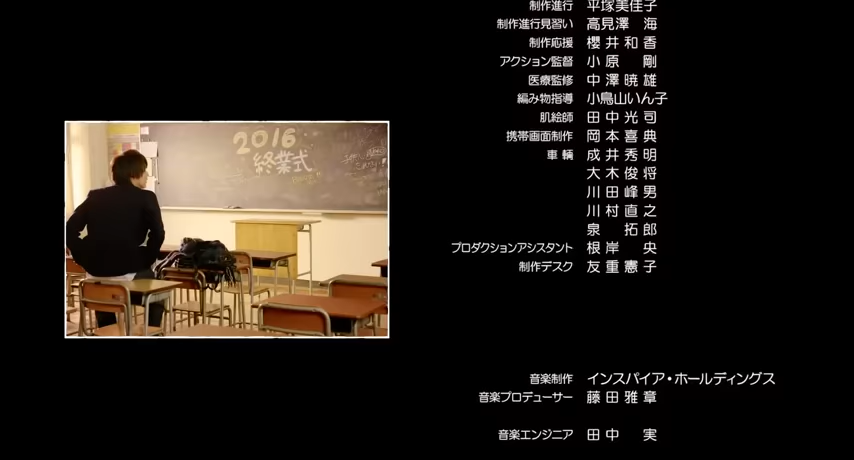 2016
終業式
制作進行 平塚美佳子
制作進行見習い 高見澤 海
制作応援 櫻井和香
アクション監督 小原 剛
医療監修 中澤暁雄
編み物指導 小鳥山いん子
肌絵師 田中光司
携帯画面制作 岡本喜典
車輌 成井秀明
大木俊将
川田峰男
川村直之
泉 拓郎
プロダクションアシスタント 根岸 央
制作デスク 友重憲子
音楽制作 インスパイア・ホールディングス
音楽プロデューサー 藤田雅章
音楽エンジニア 田中 実